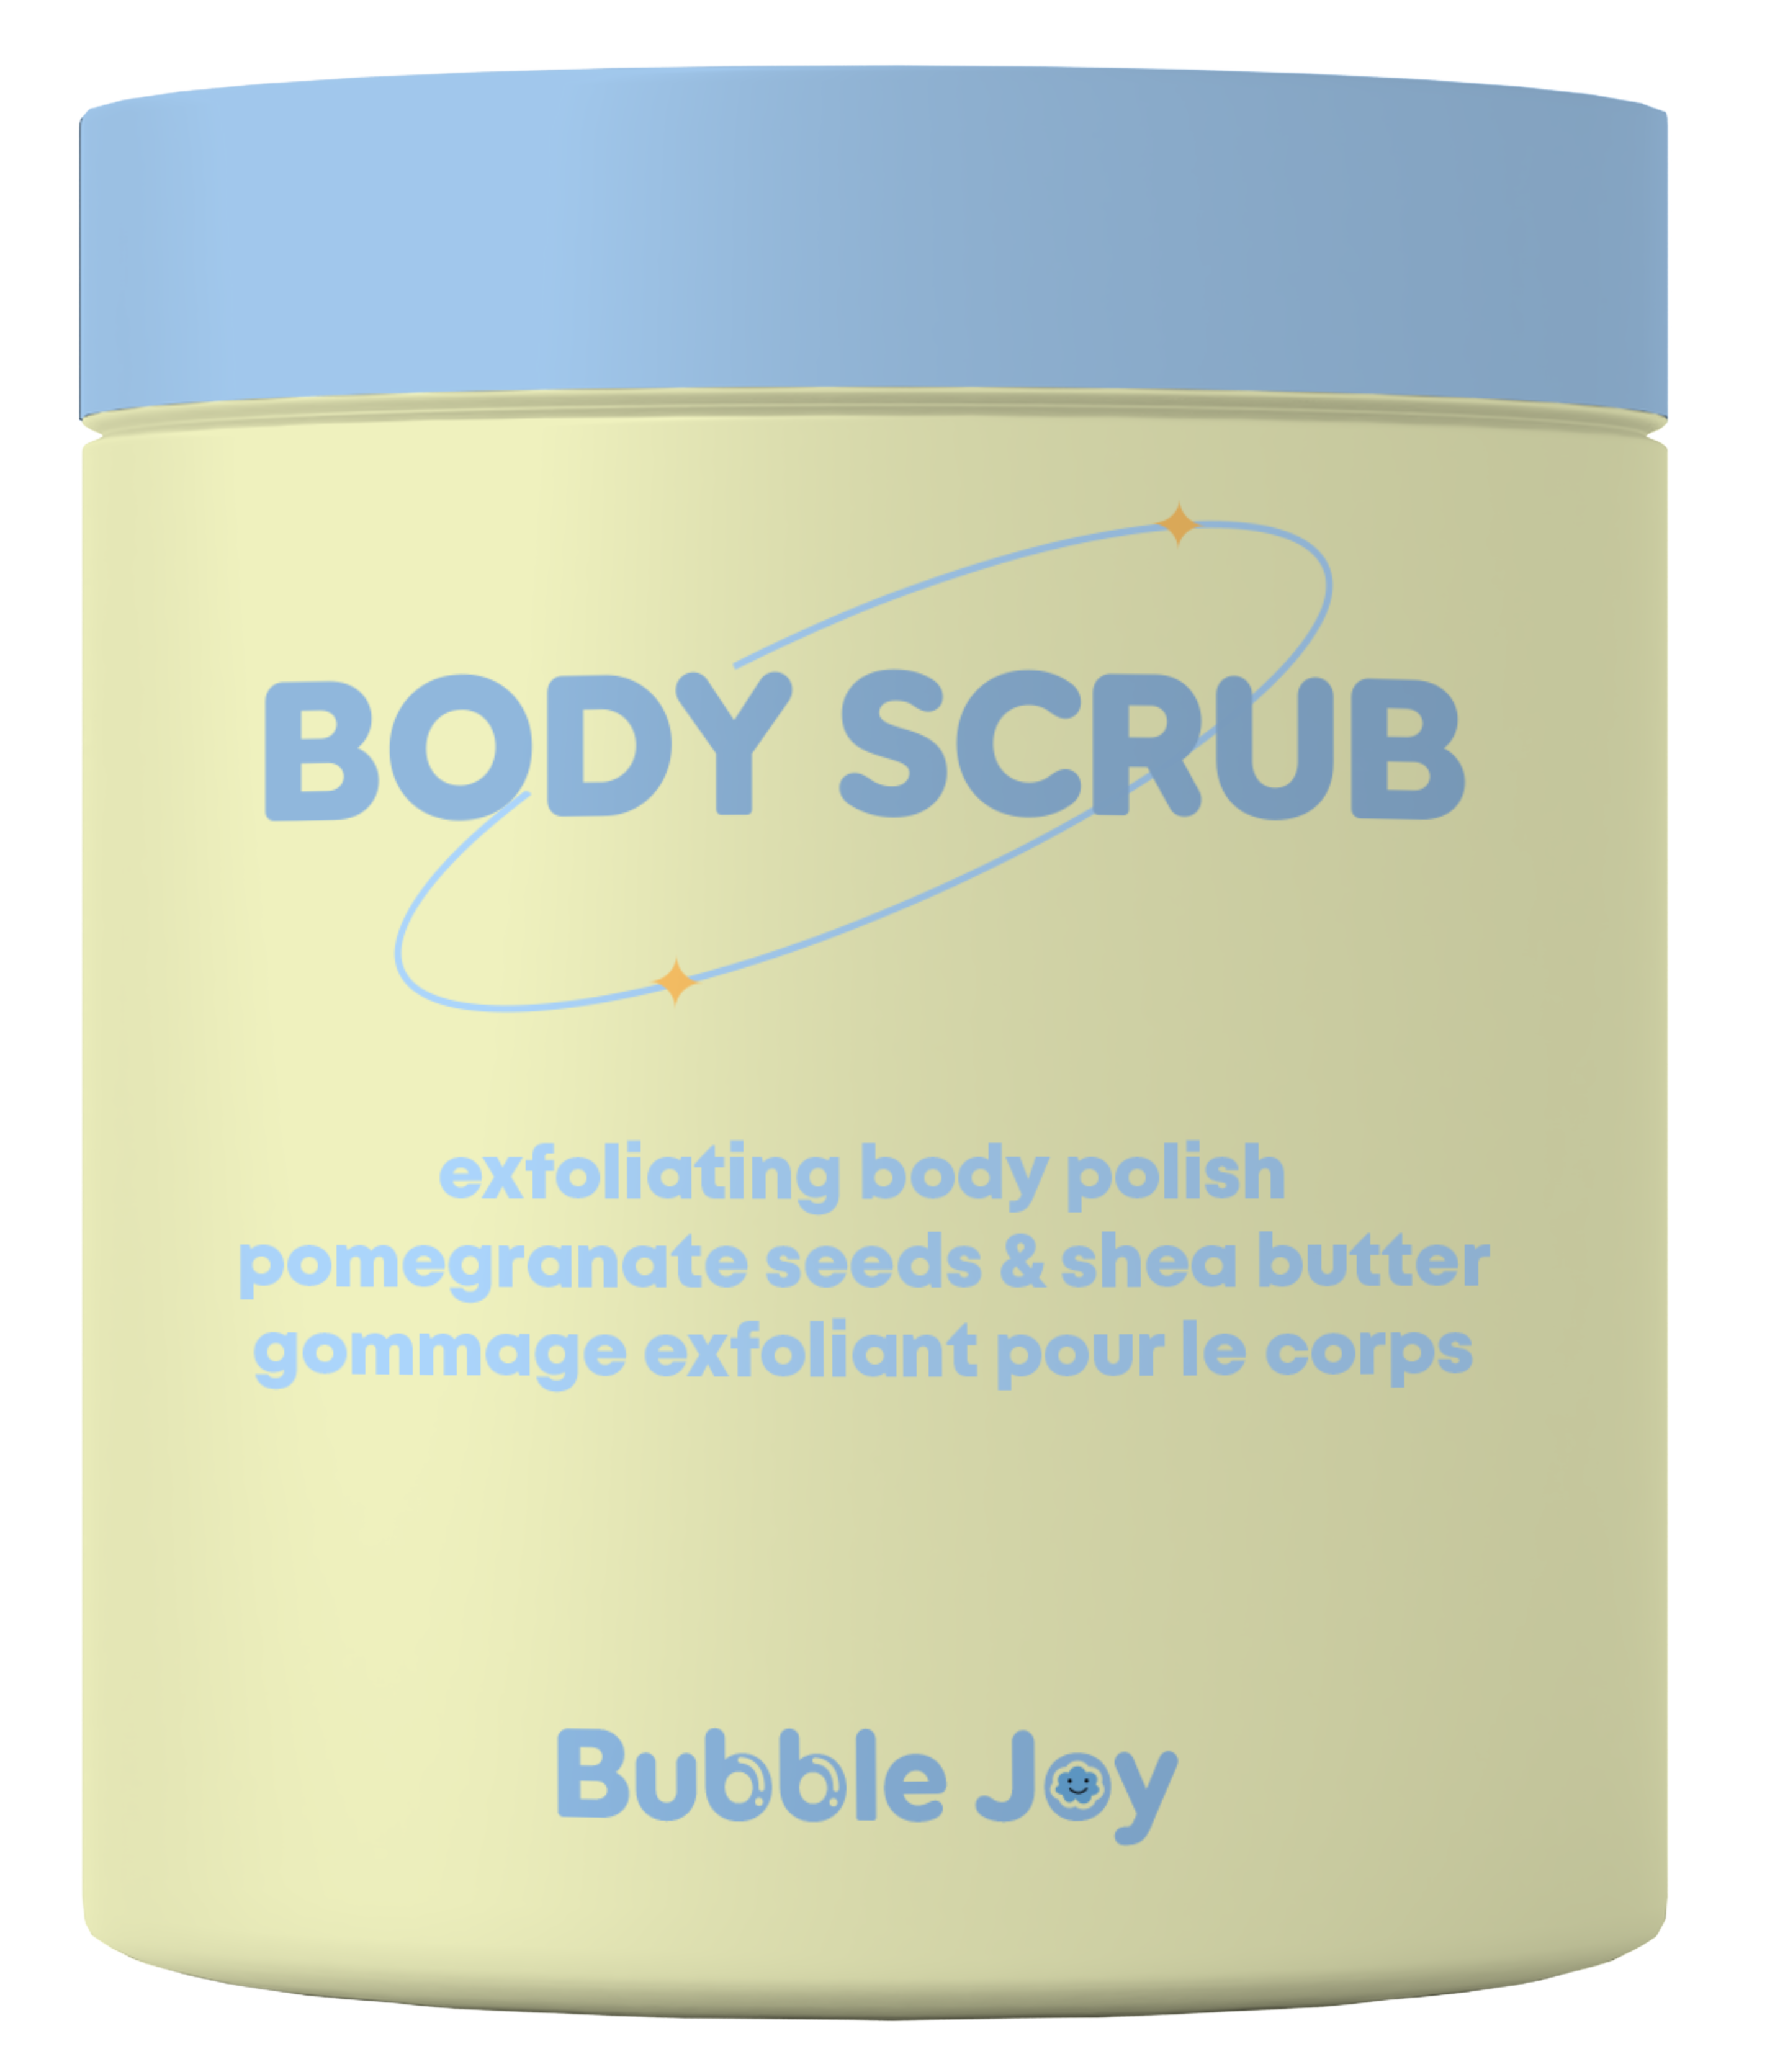 BODY SCRUB
exfoliating body polish
pomegranate seeds & shea butter
gommage exfoliant pour le corps
Bubble Joy